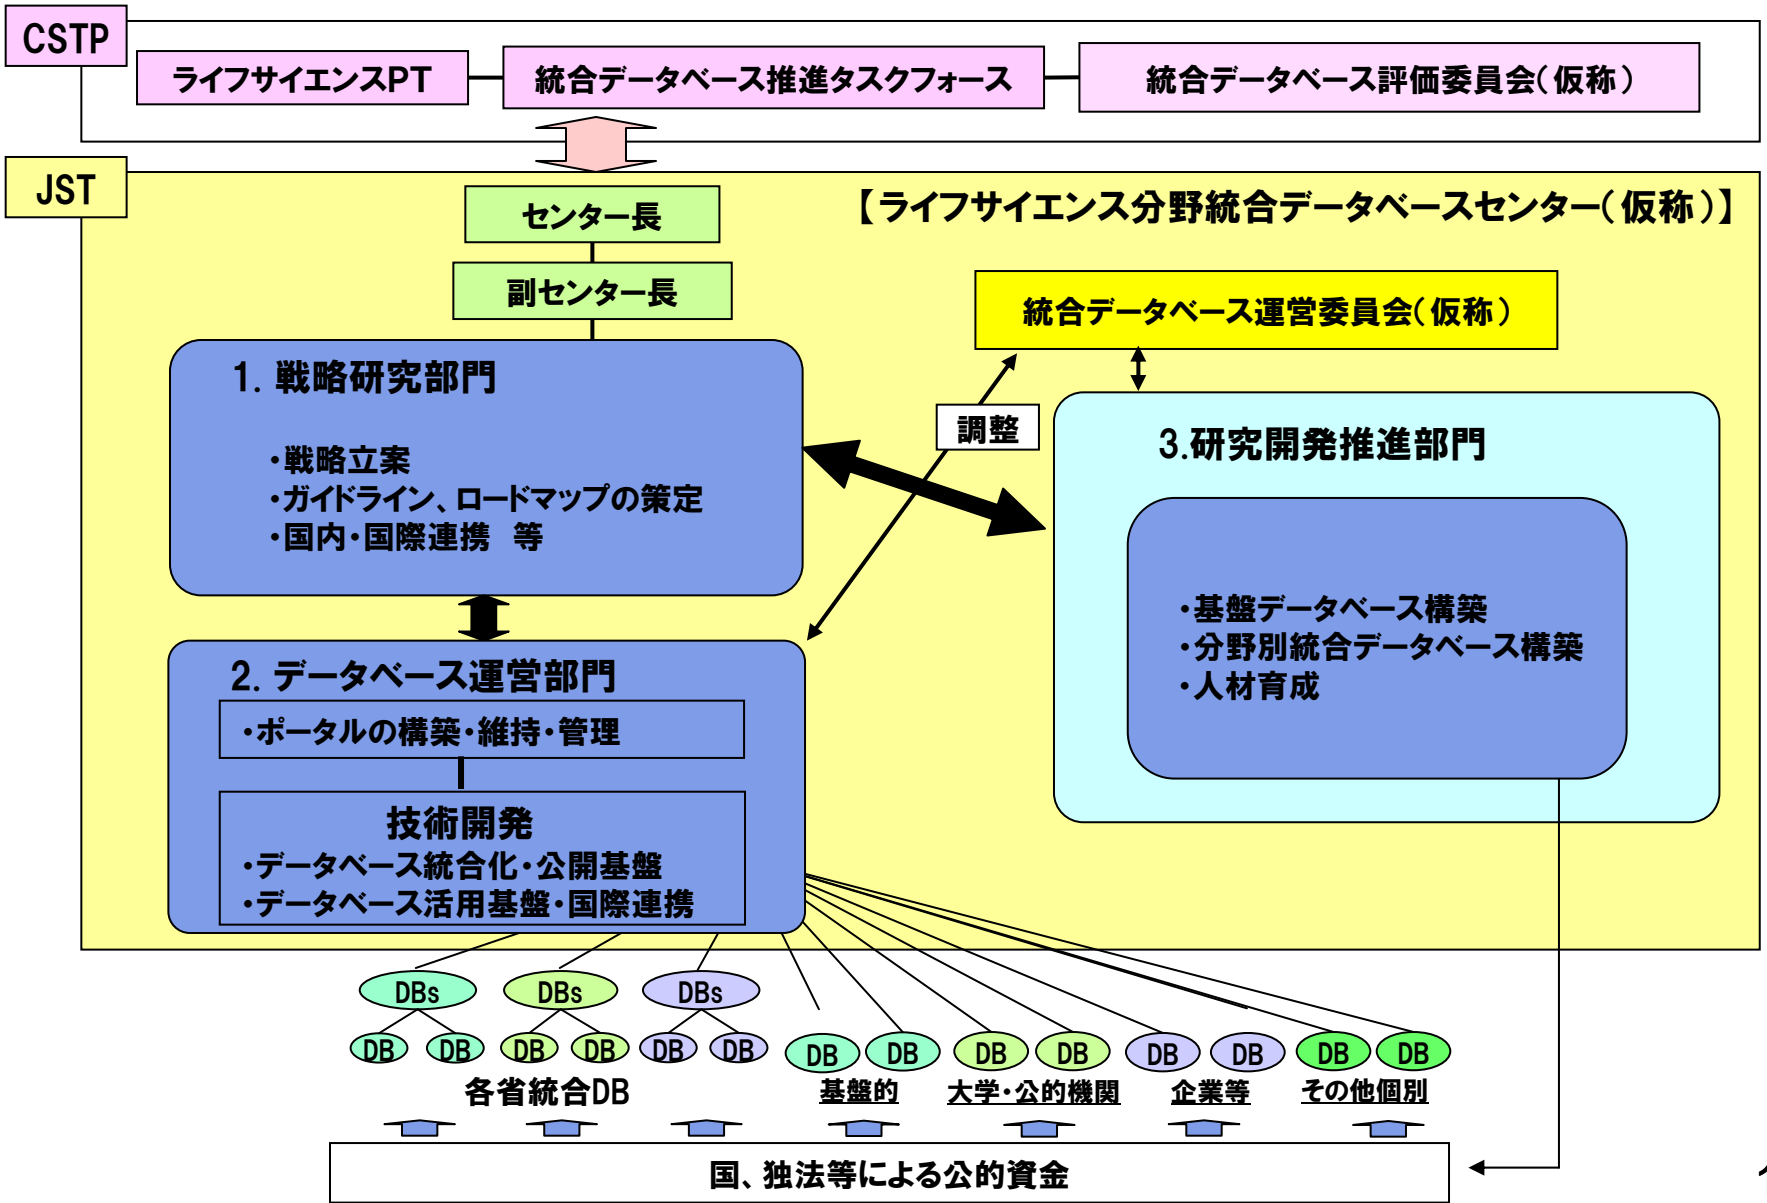 CSTP
ライフサイエンスPT
統合データベース推進タスクフォース
統合データベース評価委員会(仮称)
JST
【ライフサイエンス分野統合データベースセンター(仮称)】
センター長
副センター長
統合データベース運営委員会(仮称)
1. 戦略研究部門
・戦略立案
・ガイドライン、ロードマップの策定
・国内・国際連携 等
調整
3.研究開発推進部門
・基盤データベース構築
・分野別統合データベース構築
・人材育成
2. データベース運営部門
・ポータルの構築・維持・管理
技術開発
・データベース統合化・公開基盤
・データベース活用基盤・国際連携
DBs DBs DBs
DB DB DB DB DB DB DB DB DB DB DB DB DB DB
各省統合DB 基盤的 大学・公的機関 企業等 その他個別
国、独法等による公的資金